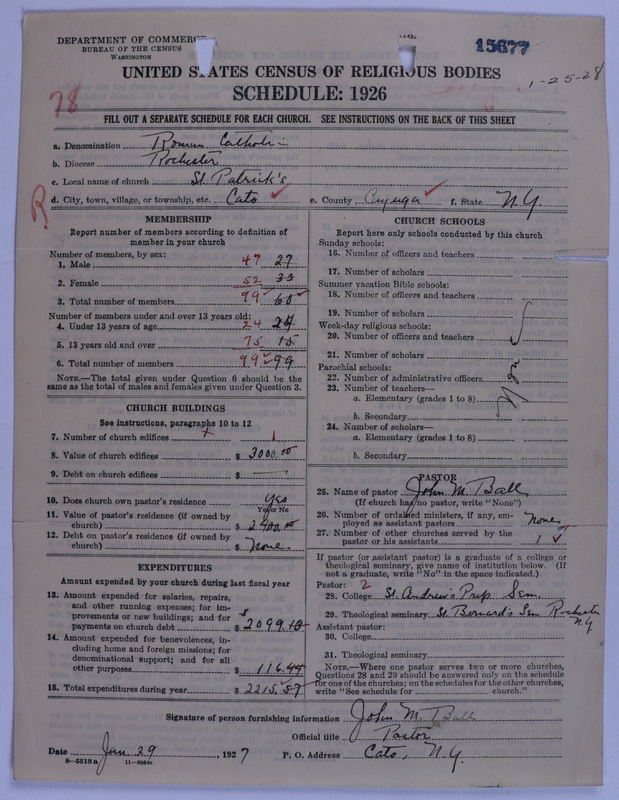 DEPARTMENT OF COMMERCE
BUREAU OF THE CENSUS
WASHINGTON
15677
UNITED STATES CENSUS OF RELIGIOUS BODIES
1-25-28
SCHEDULE: 1926
78
FILL OUT A SEPARATE SCHEDULE FOR EACH CHURCH. SEE INSTRUCTIONS ON THE BACK OF THIS SHEET
a. Denomination Roman Catholic
b. Diocese Rochester
c. Local name of church St. Patrick's
d. City, town, village, or township, etc. Cato e. County Cayuga f. State N.Y.
R
MEMBERSHIP
Report number of members according to definition of
member in your church
Number of members, by sex:
1. Male 47 27
2. Female 52 33
3. Total number of members 99 60
Number of members under and over 13 years old:
4. Under 13 years of age 24 24
5. 13 years old and over 75 75
6. Total number of members 99 99
NOTE.—The total given under Question 6 should be
same as the total of males and females given under Question 3.
CHURCH BUILDINGS
See instructions, paragraphs 10 to 12
7. Number of church edifices 1
8. Value of church edifices $ 3000.00
9. Debt on church edifices $ —
10. Does church own pastor's residence Yes
Yes or No
11. Value of pastor's residence (if owned by
church) $ 2400.00
12. Debt on pastor's residence (if owned by
church) $ None
EXPENDITURES
Amount expended by your church during last fiscal year
13. Amount expended for salaries, repairs,
and other running expenses; for im-
provements or new buildings; and for
payments on church debt $ 2099.13
14. Amount expended for benevolences, in-
cluding home and foreign missions; for
denominational support; and for all
other purposes $ 116.44
15. Total expenditures during year $ 2215.57
CHURCH SCHOOLS
Report here only schools conducted by this church
Sunday schools:
16. Number of officers and teachers
17. Number of scholars
Summer vacation Bible schools:
18. Number of officers and teachers
19. Number of scholars
Week-day religious schools:
20. Number of officers and teachers
21. Number of scholars
Parochial schools:
22. Number of administrative officers
23. Number of teachers—
a. Elementary (grades 1 to 8)
b. Secondary
24. Number of scholars—
a. Elementary (grades 1 to 8)
b. Secondary
PASTOR
25. Name of pastor John M. Ball
(If church has no pastor, write "None")
26. Number of ordained ministers, if any, em-
ployed as assistant pastors None
27. Number of other churches served by the
pastor or his assistants 1
If pastor (or assistant pastor) is a graduate of a college or
theological seminary, give name of institution below. (If
not a graduate, write "No" in the space indicated.)
Pastor: 2
28. College St. Andrew's Prep Sem.
29. Theological seminary St. Bernard's Sem Rochester
N.Y.
Assistant pastor:
30. College
31. Theological seminary
NOTE.—Where one pastor serves two or more churches,
Questions 28 and 29 should be answered only on the schedule
for one of the churches; on the schedules for the other churches,
write "See schedule for church."
Signature of person furnishing information John M. Ball
Official title Pastor
Date Jan. 29, 1927 P. O. Address Cato, N.Y.
8—5518 a 11—9054